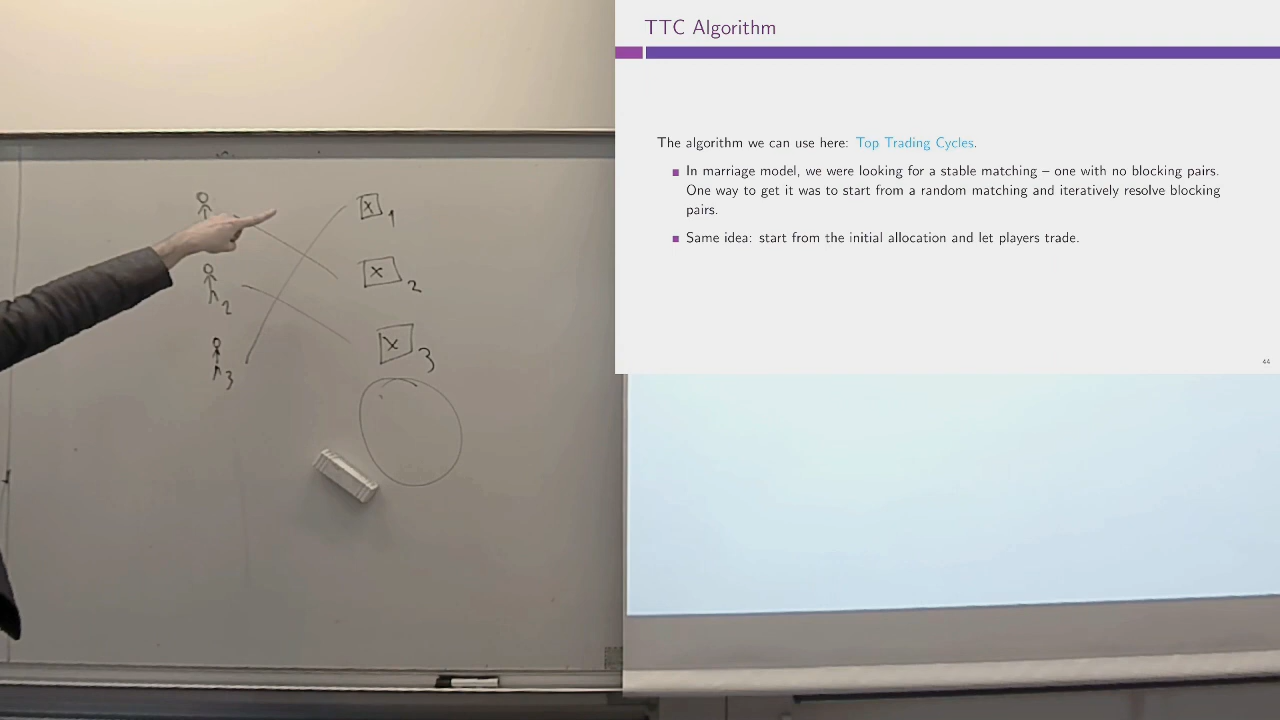 TTC Algorithm
The algorithm we can use here: Top Trading Cycles.
In marriage model, we were looking for a stable matching – one with no blocking pairs.
One way to get it was to start from a random matching and iteratively resolve blocking
pairs.
Same idea: start from the initial allocation and let players trade.
44
x 1
2 x 2
3 x 3